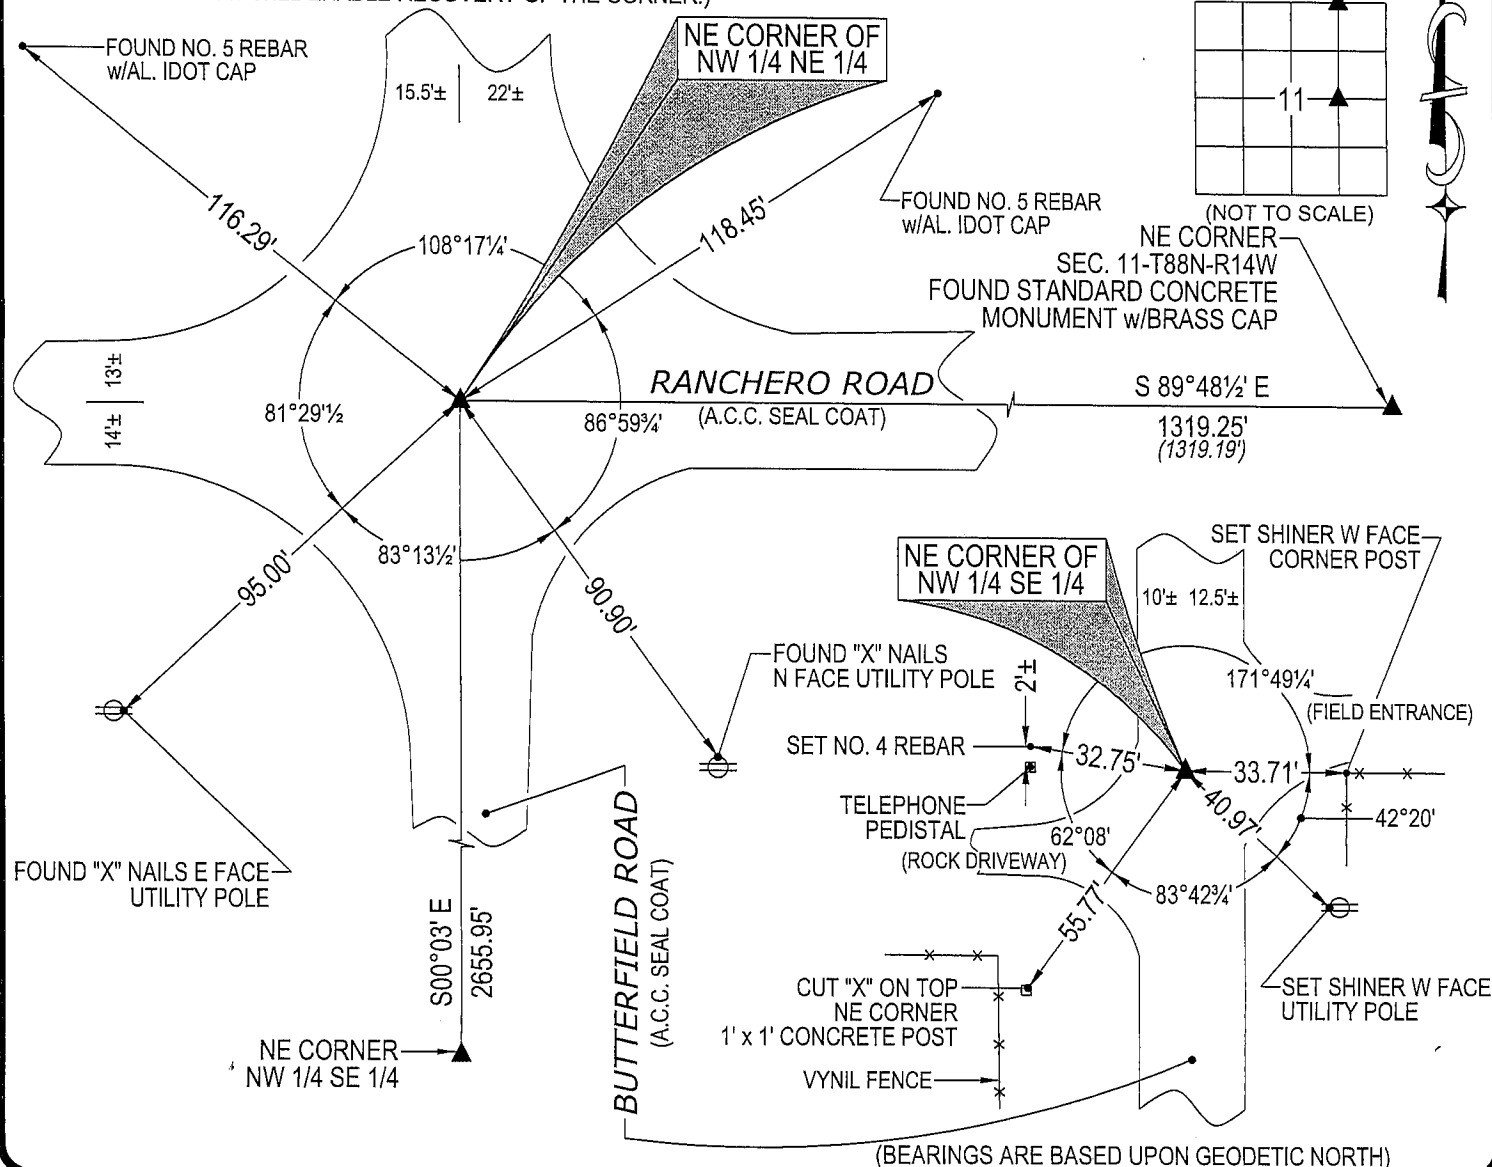 RECOVERY OF THE CORNER.)
FOUND NO. 5 REBAR
w/AL. IDOT CAP
15.5'±
22'±
NE CORNER OF
NW 1/4 NE 1/4
11
(NOT TO SCALE)
116.29'
118.45'
108°17¼'
FOUND NO. 5 REBAR
w/AL. IDOT CAP
NE CORNER
SEC. 11-T88N-R14W
FOUND STANDARD CONCRETE
MONUMENT w/BRASS CAP
13'±
14'±
81°29'½
86°59¾'
RANCHERO ROAD
(A.C.C. SEAL COAT)
S 89°48½' E
1319.25'
(1319.19')
83°13½'
95.00'
90.90'
FOUND "X" NAILS
N FACE UTILITY POLE
FOUND "X" NAILS E FACE
UTILITY POLE
S00°03' E
2655.95'
BUTTERFIELD ROAD
(A.C.C. SEAL COAT)
NE CORNER
NW 1/4 SE 1/4
NE CORNER OF
NW 1/4 SE 1/4
10'± 12.5'±
SET SHINER W FACE
CORNER POST
171°49¼'
(FIELD ENTRANCE)
2'±
SET NO. 4 REBAR
32.75'
33.71'
40.97'
42°20'
TELEPHONE
PEDISTAL
62°08'
(ROCK DRIVEWAY)
83°42¾'
55.77'
CUT "X" ON TOP
NE CORNER
1' x 1' CONCRETE POST
VYNIL FENCE
SET SHINER W FACE
UTILITY POLE
(BEARINGS ARE BASED UPON GEODETIC NORTH)